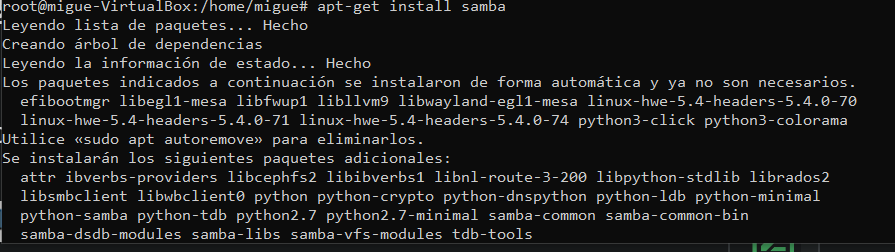 root@migue-VirtualBox:/home/migue# apt-get install samba
Leyendo lista de paquetes... Hecho
Creando árbol de dependencias
Leyendo la información de estado... Hecho
Los paquetes indicados a continuación se instalaron de forma automática y ya no son necesarios.
  efibootmgr libegl1-mesa libfwup1 libllvm9 libwayland-egl1-mesa linux-hwe-5.4-headers-5.4.0-70
  linux-hwe-5.4-headers-5.4.0-71 linux-hwe-5.4-headers-5.4.0-74 python3-click python3-colorama
Utilice «sudo apt autoremove» para eliminarlos.
Se instalarán los siguientes paquetes adicionales:
  attr ibverbs-providers libcephfs2 libibverbs1 libnl-route-3-200 libpython-stdlib librados2
  libsmbclient libwbclient0 python python-crypto python-dnspython python-ldb python-minimal
  python-samba python-tdb python2.7 python2.7-minimal samba-common samba-common-bin
  samba-dsdb-modules samba-libs samba-vfs-modules tdb-tools